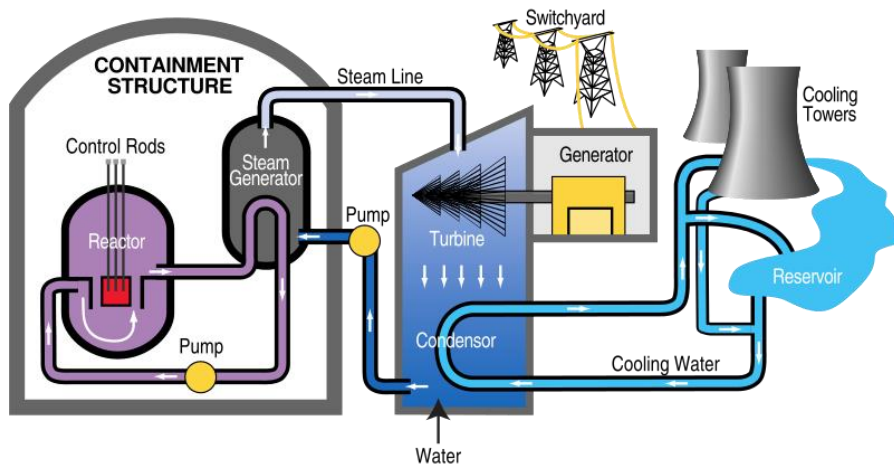 Switchyard
CONTAINMENT
STRUCTURE
Steam Line
Cooling
Towers
Control Rods
Steam
Generator
Generator
Pump
Reactor
Turbine
Reservoir
Condensor
Pump
Cooling Water
Water